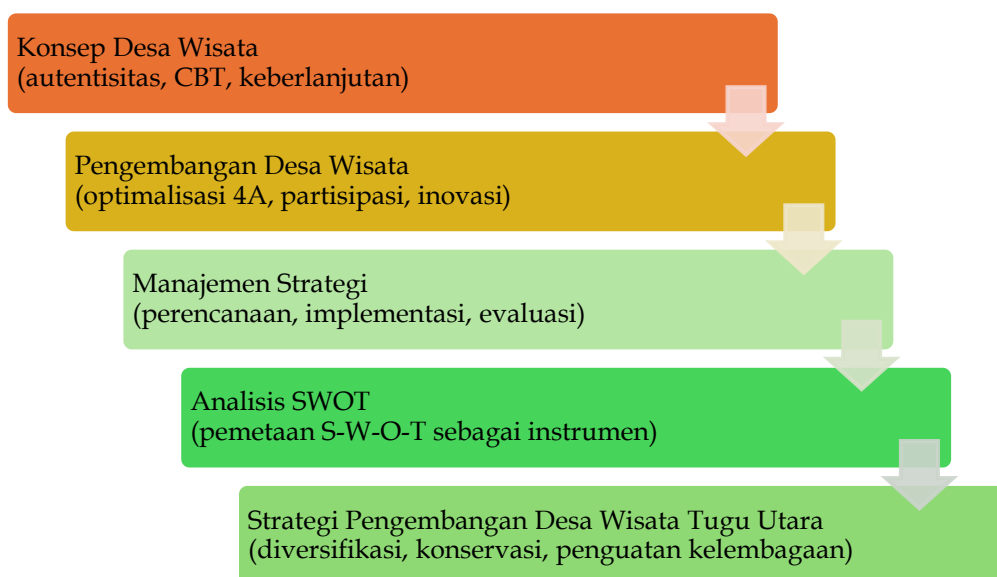 Konsep Desa Wisata
(autentisitas, CBT, keberlanjutan)
Pengembangan Desa Wisata
(optimalisasi 4A, partisipasi, inovasi)
Manajemen Strategi
(perencanaan, implementasi, evaluasi)
Analisis SWOT
(pemetaan S-W-O-T sebagai instrumen)
Strategi Pengembangan Desa Wisata Tugu Utara
(diversifikasi, konservasi, penguatan kelembagaan)